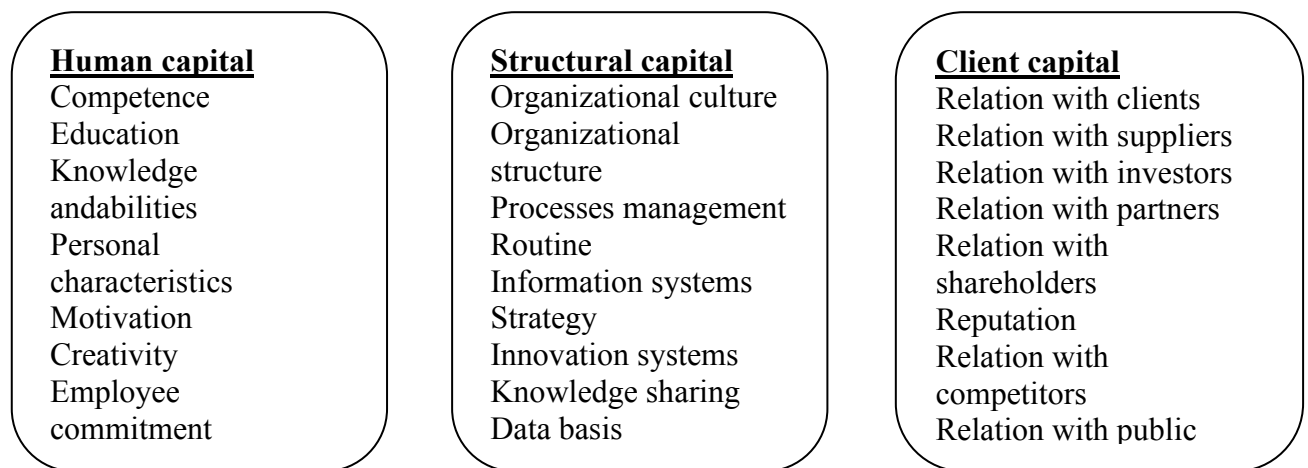 Human capital
Competence
Education
Knowledge
andabilities
Personal
characteristics
Motivation
Creativity
Employee
commitment
Structural capital
Organizational culture
Organizational
structure
Processes management
Routine
Information systems
Strategy
Innovation systems
Knowledge sharing
Data basis
Client capital
Relation with clients
Relation with suppliers
Relation with investors
Relation with partners
Relation with
shareholders
Reputation
Relation with
competitors
Relation with public